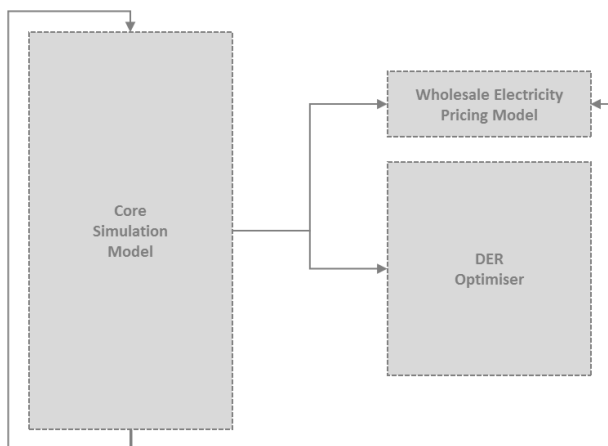 Core
Simulation
Model
Wholesale Electricity
Pricing Model
DER
Optimiser